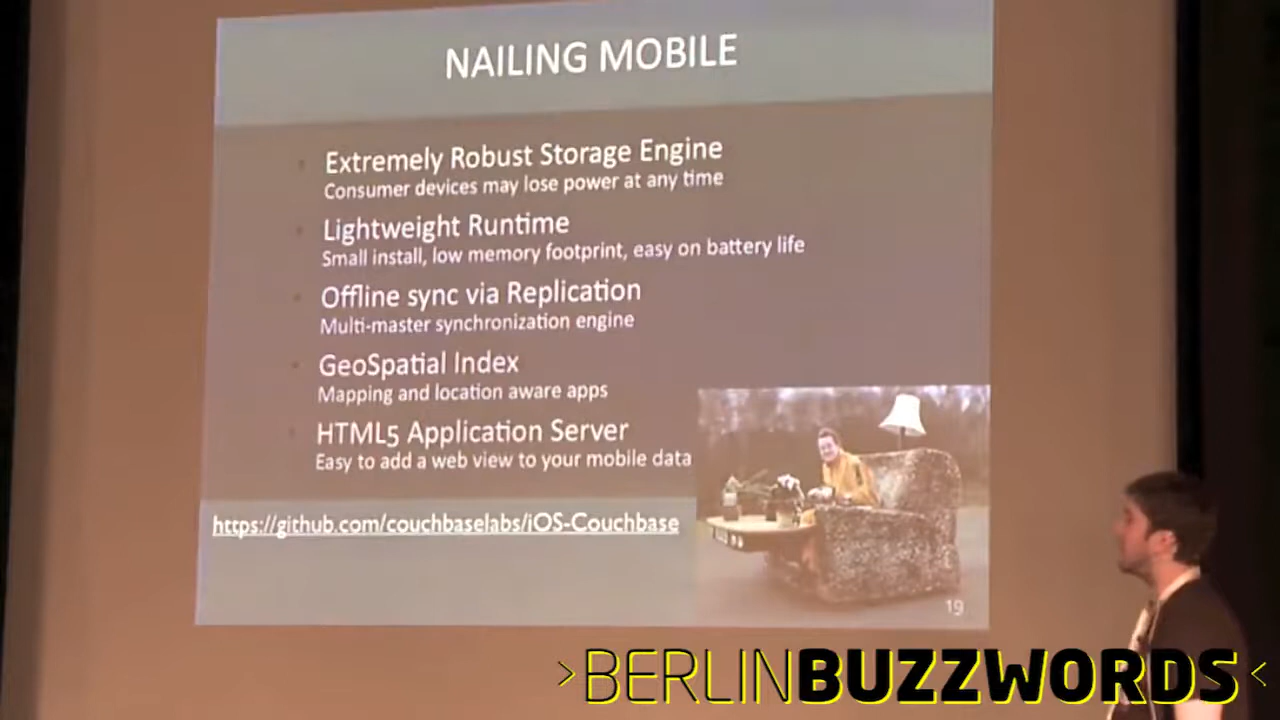 NAILING MOBILE
Extremely Robust Storage Engine
Consumer devices may lose power at any time
Lightweight Runtime
Small install, low memory footprint, easy on battery life
Offline sync via Replication
Multi-master synchronization engine
GeoSpatial Index
Mapping and location aware apps
HTML5 Application Server
Easy to add a web view to your mobile data
https://github.com/couchbaselabs/iOS-Couchbase
19
>BERLINBUZZWORDS<